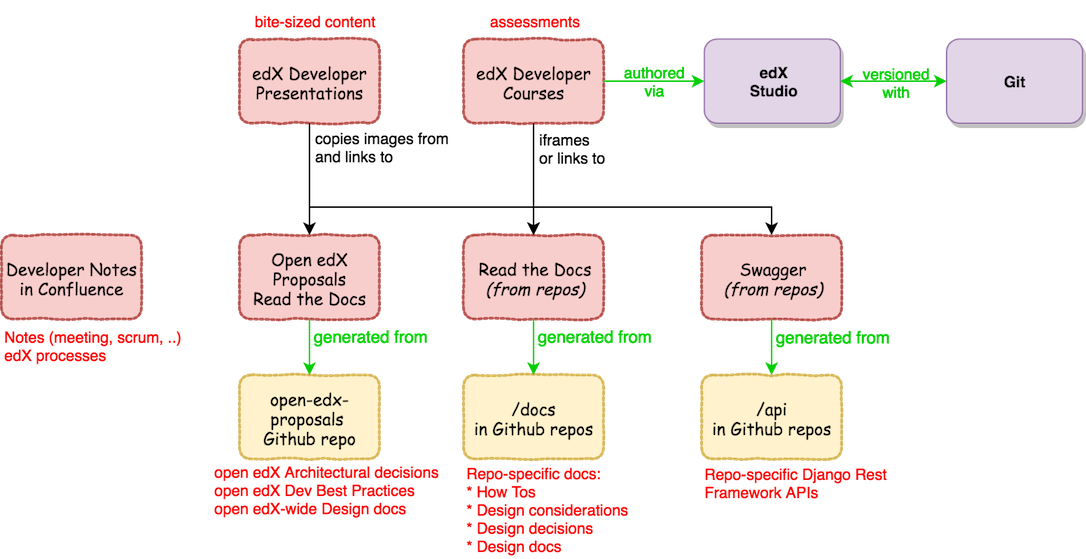 bite-sized content
assessments
edX Developer
Presentations
edX Developer
Courses
authored
via
edX
Studio
versioned
with
Git
copies images from
and links to
iframes
or links to
Developer Notes
in Confluence
Open edX
Proposals
Read the Docs
Read the Docs
(from repos)
Swagger
(from repos)
Notes (meeting, scrum, ..)
edX processes
generated from
generated from
generated from
open-edx-
proposals
Github repo
/docs
in Github repos
/api
in Github repos
open edX Architectural decisions
open edX Dev Best Practices
open edX-wide Design docs
Repo-specific docs:
* How Tos
* Design considerations
* Design decisions
* Design docs
Repo-specific Django Rest
Framework APIs